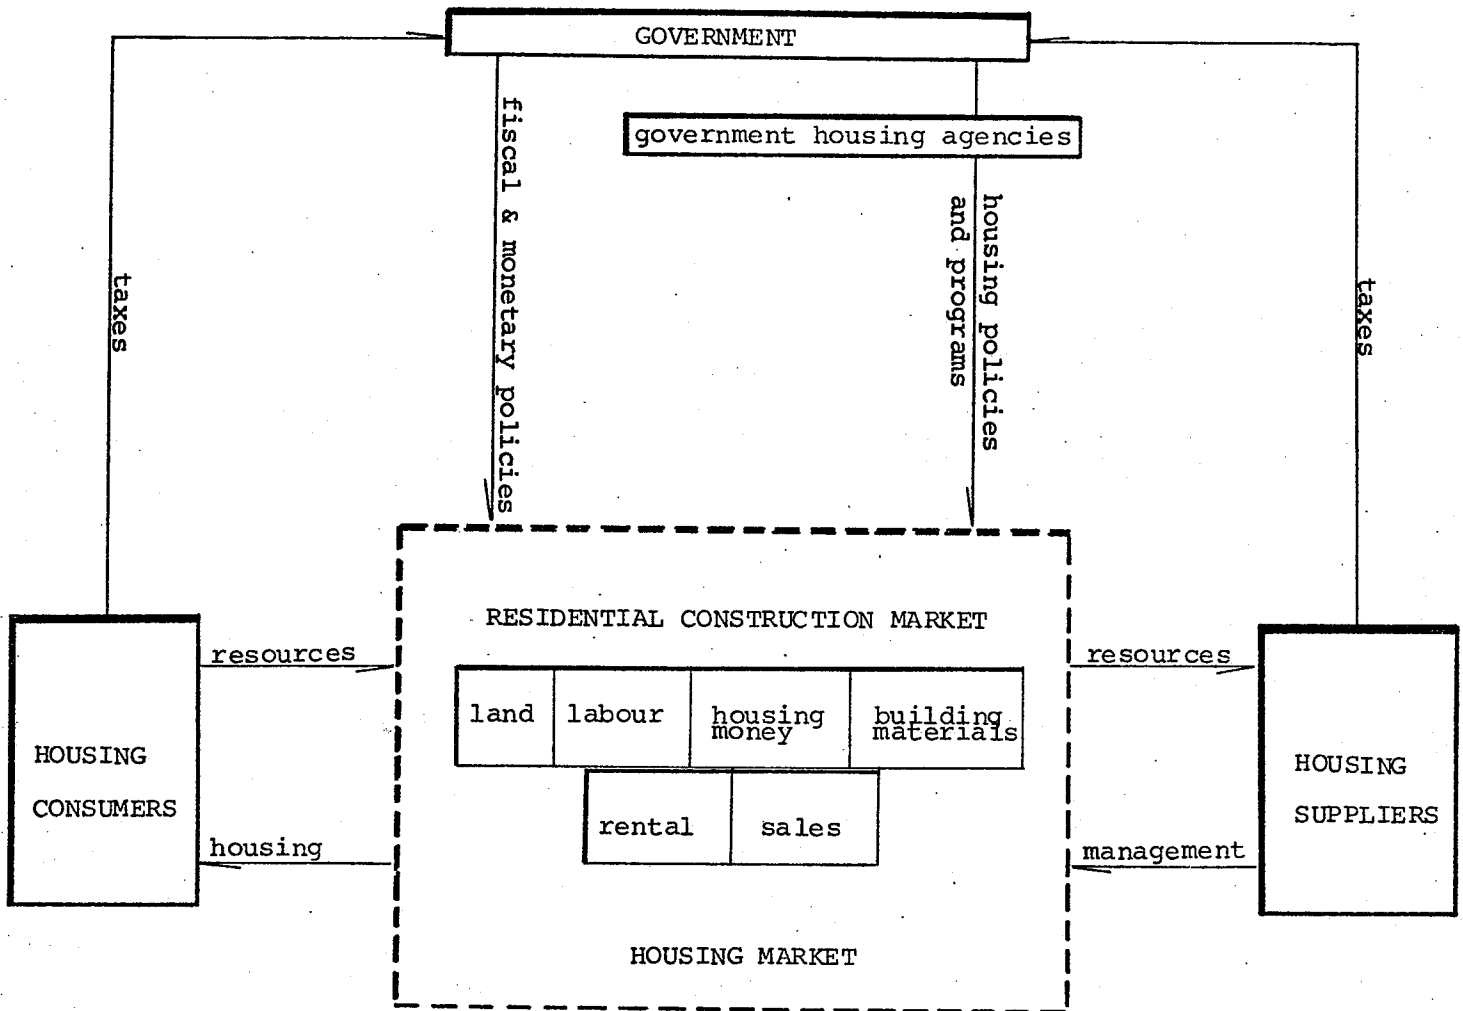 GOVERNMENT
government housing agencies
fiscal & monetary policies
housing policies
and programs
taxes
taxes
RESIDENTIAL CONSTRUCTION MARKET
resources
resources
land
labour
housing
money
building
materials
HOUSING
CONSUMERS
HOUSING
SUPPLIERS
rental
sales
housing
management
HOUSING MARKET